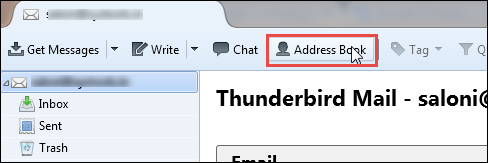 s
Get Messages Write Chat Address Book Tag Q
Inbox
Sent
Trash
Thunderbird Mail - saloni@
Email